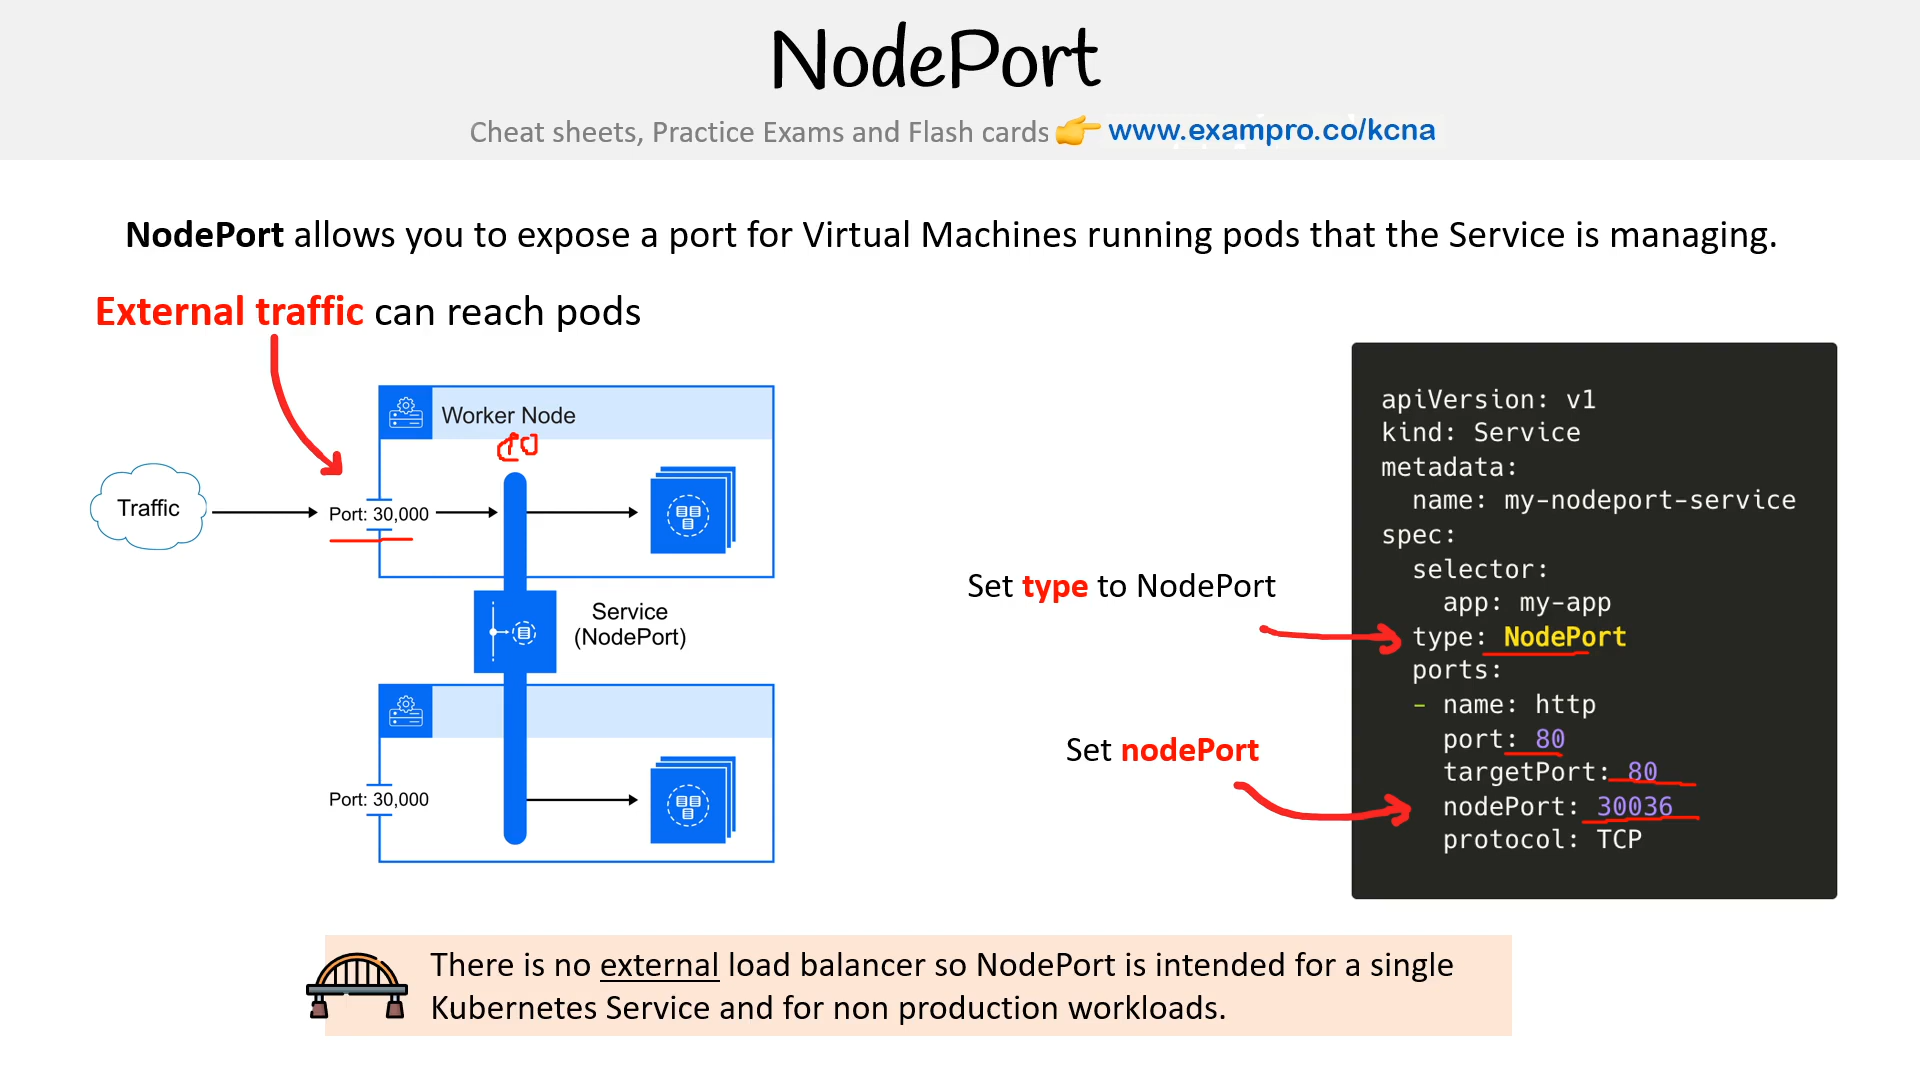 NodePort
Cheat sheets, Practice Exams and Flash cards 👉 www.exampro.co/kcna
NodePort allows you to expose a port for Virtual Machines running pods that the Service is managing.
External traffic can reach pods
Worker Node
Traffic
Port: 30,000
Service
(NodePort)
Port: 30,000
Set type to NodePort
Set nodePort
apiVersion: v1
kind: Service
metadata:
  name: my-nodeport-service
spec:
  selector:
    app: my-app
  type: NodePort
  ports:
  - name: http
    port: 80
    targetPort: 80
    nodePort: 30036
    protocol: TCP
There is no external load balancer so NodePort is intended for a single
Kubernetes Service and for non production workloads.